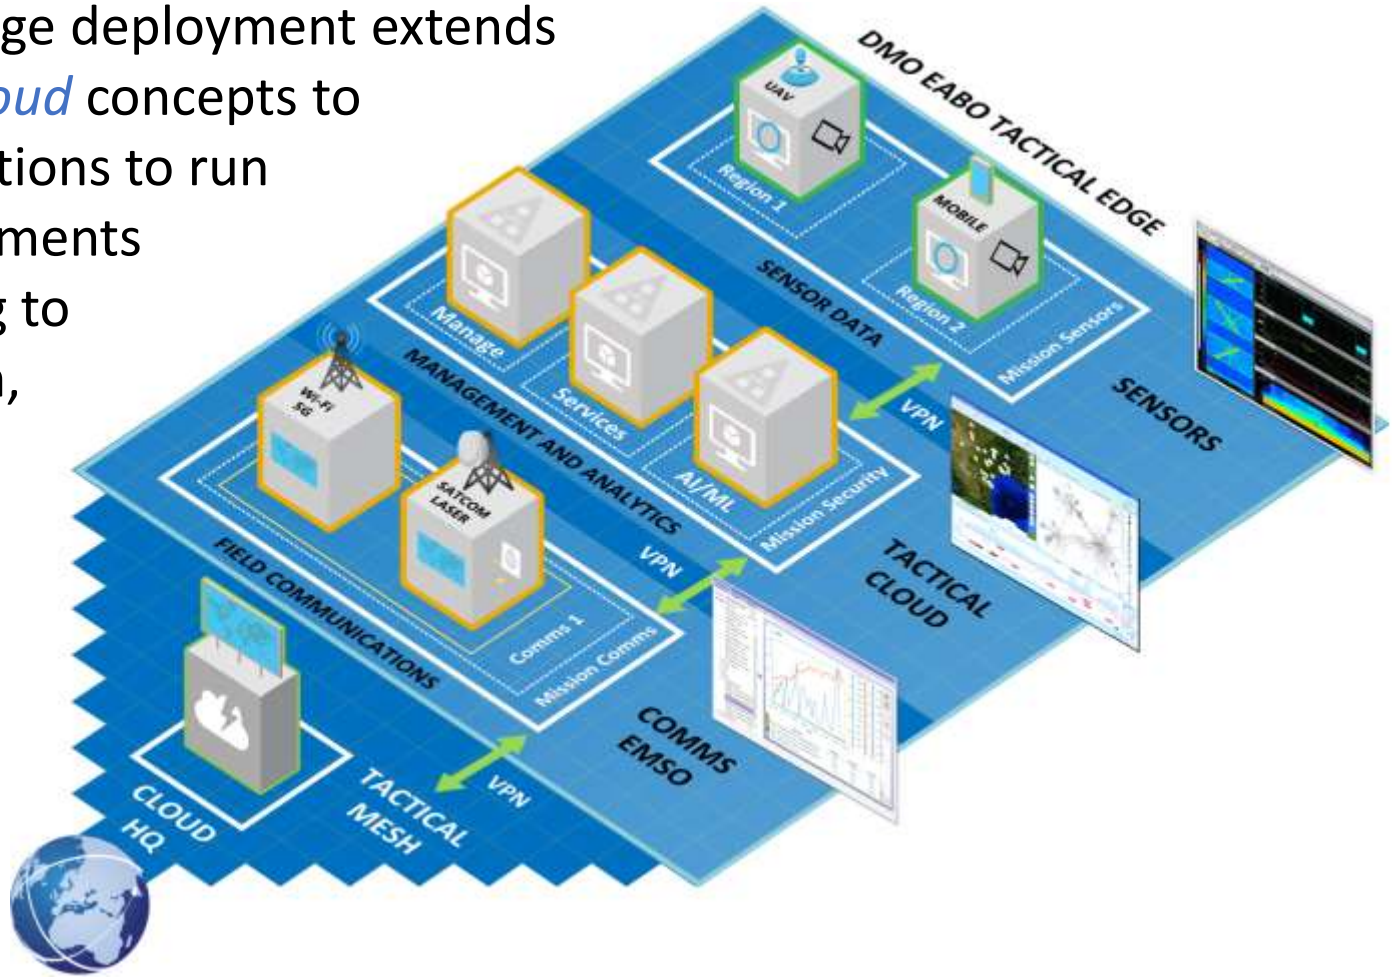 ge deployment extends
oud concepts to
tions to run
ments
g to
,
DMO EABO TACTICAL EDGE
UAV
Region 1
MOBILE
Region 2
Mission Sensors
SENSOR DATA
SENSORS
VPN
Manage
Services
AI/ML
Mission Security
MANAGEMENT AND ANALYTICS
TACTICAL
CLOUD
VPN
Wi-Fi
5G
SATCOM
LASER
Comms 1
Mission Comms
FIELD COMMUNICATIONS
COMMS
EMSO
VPN
TACTICAL
MESH
CLOUD
HQ